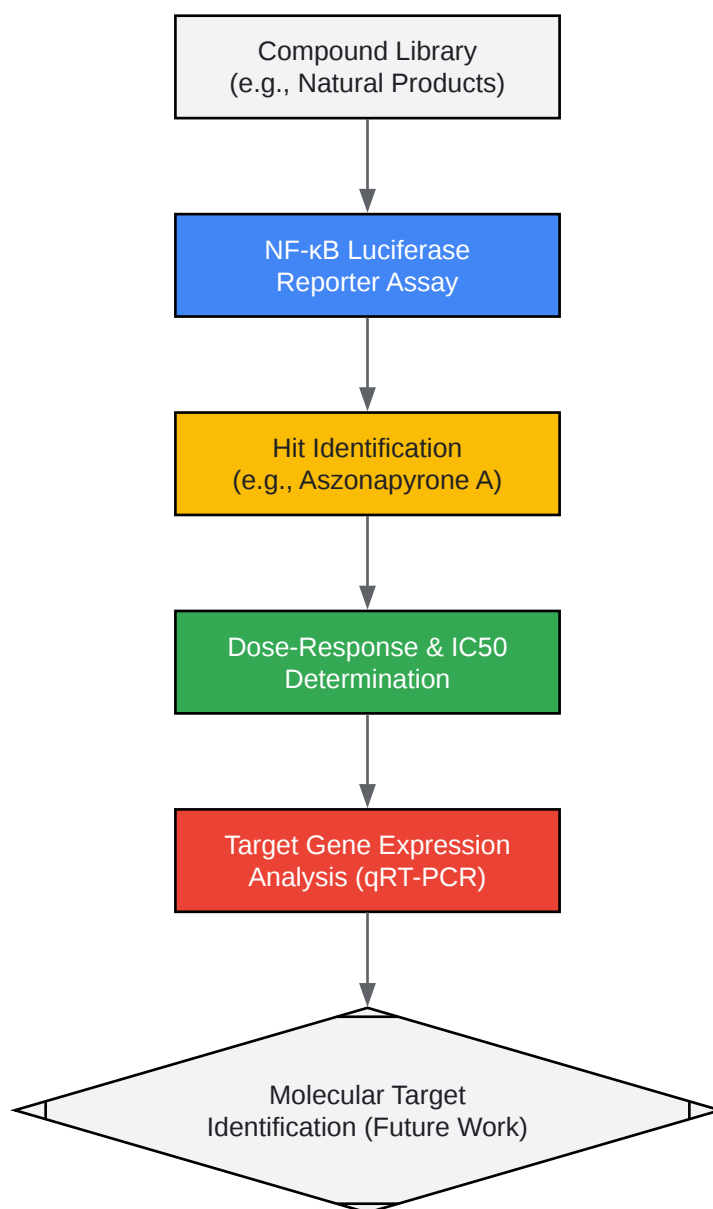 Compound Library
(e.g., Natural Products)
NF-κB Luciferase
Reporter Assay
Hit Identification
(e.g., Aszonapyrone A)
Dose-Response & IC50
Determination
Target Gene Expression
Analysis (qRT-PCR)
Molecular Target
Identification (Future Work)